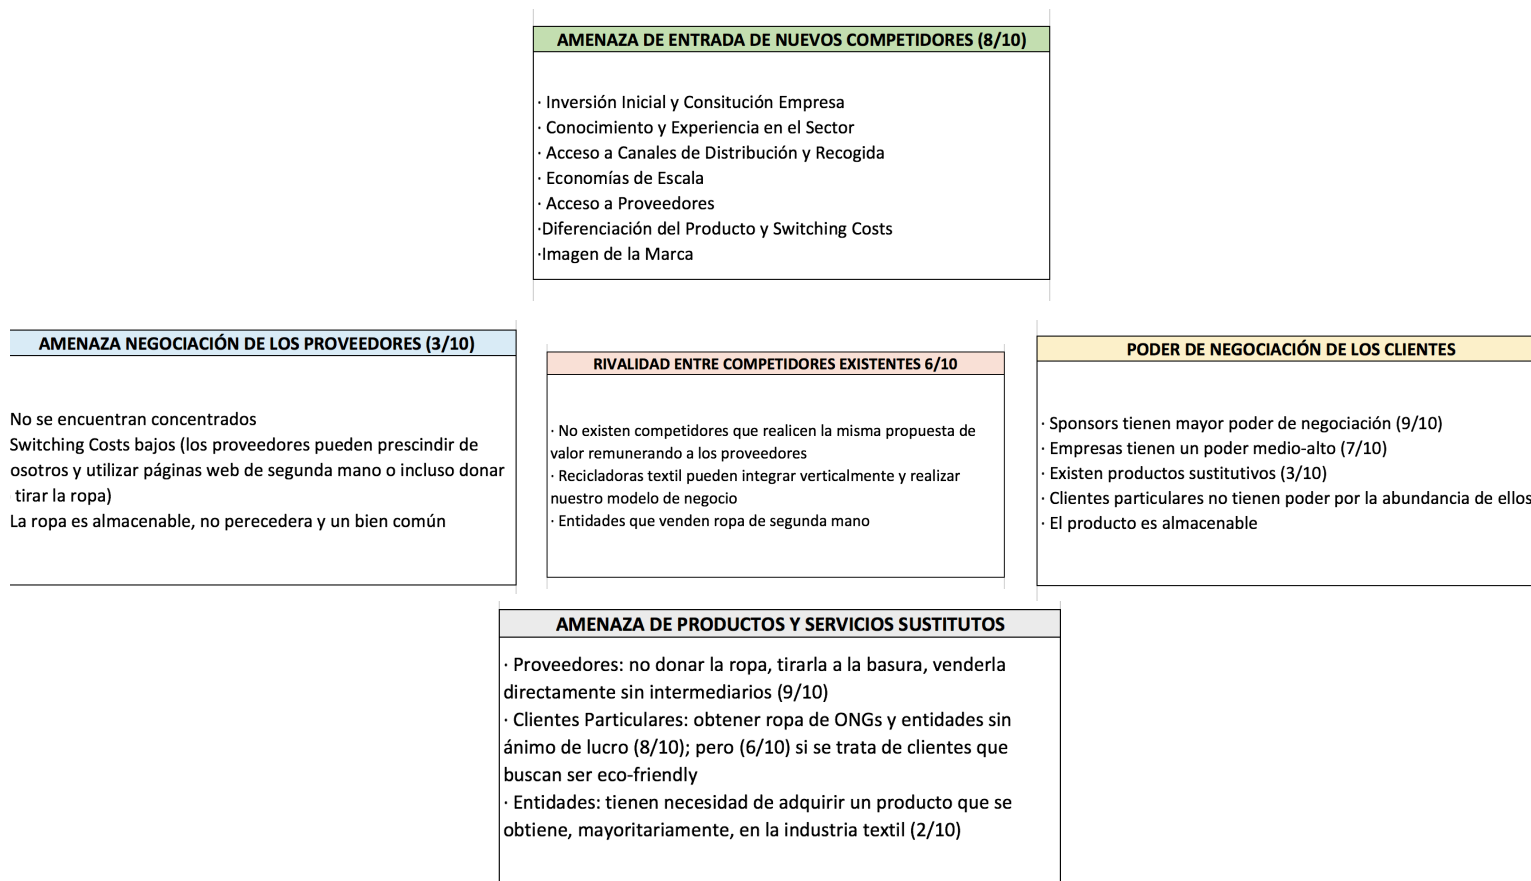 AMENAZA DE ENTRADA DE NUEVOS COMPETIDORES (8/10)
· Inversión Inicial y Consitución Empresa
· Conocimiento y Experiencia en el Sector
· Acceso a Canales de Distribución y Recogida
· Economías de Escala
· Acceso a Proveedores
·Diferenciación del Producto y Switching Costs
·Imagen de la Marca
AMENAZA NEGOCIACIÓN DE LOS PROVEEDORES (3/10)
No se encuentran concentrados
Switching Costs bajos (los proveedores pueden prescindir de
osotros y utilizar páginas web de segunda mano o incluso donar
tirar la ropa)
La ropa es almacenable, no perecedera y un bien común
RIVALIDAD ENTRE COMPETIDORES EXISTENTES 6/10
· No existen competidores que realicen la misma propuesta de
valor remunerando a los proveedores
· Recicladoras textil pueden integrar verticalmente y realizar
nuestro modelo de negocio
· Entidades que venden ropa de segunda mano
PODER DE NEGOCIACIÓN DE LOS CLIENTES
· Sponsors tienen mayor poder de negociación (9/10)
· Empresas tienen un poder medio-alto (7/10)
· Existen productos sustitutivos (3/10)
· Clientes particulares no tienen poder por la abundancia de ellos
· El producto es almacenable
AMENAZA DE PRODUCTOS Y SERVICIOS SUSTITUTOS
· Proveedores: no donar la ropa, tirarla a la basura, venderla
directamente sin intermediarios (9/10)
· Clientes Particulares: obtener ropa de ONGs y entidades sin
ánimo de lucro (8/10); pero (6/10) si se trata de clientes que
buscan ser eco-friendly
· Entidades: tienen necesidad de adquirir un producto que se
obtiene, mayoritariamente, en la industria textil (2/10)